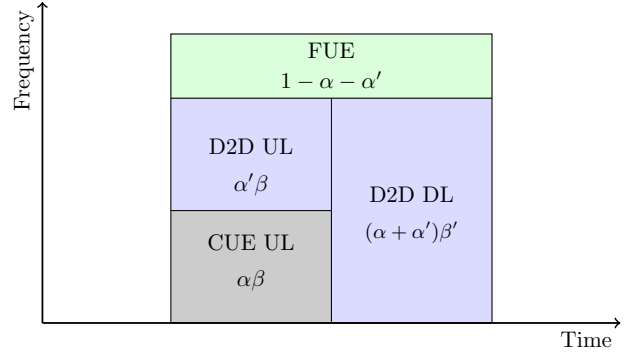 Frequency
FUE
1 − α − α′
D2D UL
α′β
D2D DL
(α + α′)β′
CUE UL
αβ
Time